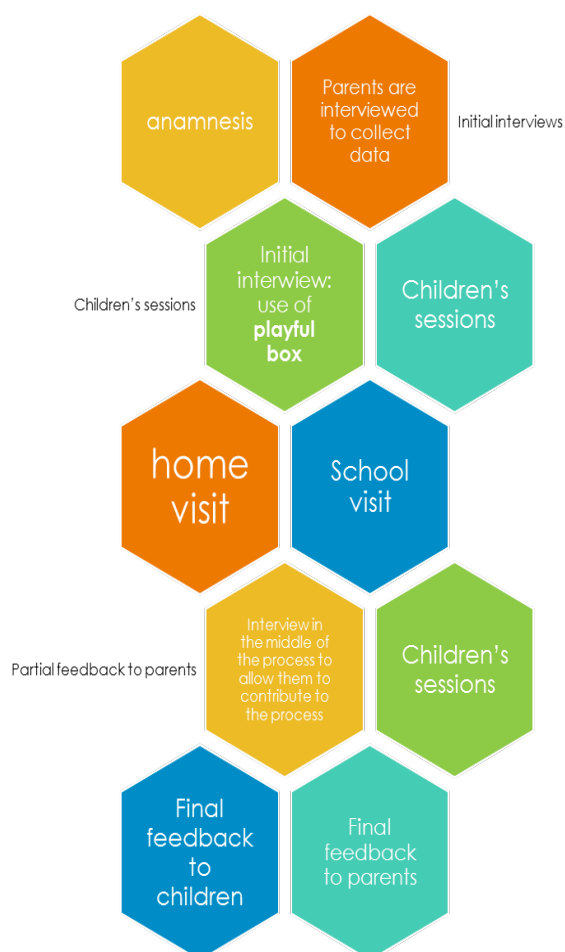 anamnesis
Parents are
interviewed
to collect
data
Initial interviews
Children's sessions
Initial
interwiew:
use of
playful
box
Children's
sessions
home
visit
School
visit
Partial feedback to parents
Interview in
the middle of
the process to
allow them to
contribute to
the process
Children's
sessions
Final
feedback
to
children
Final
feedback
to parents